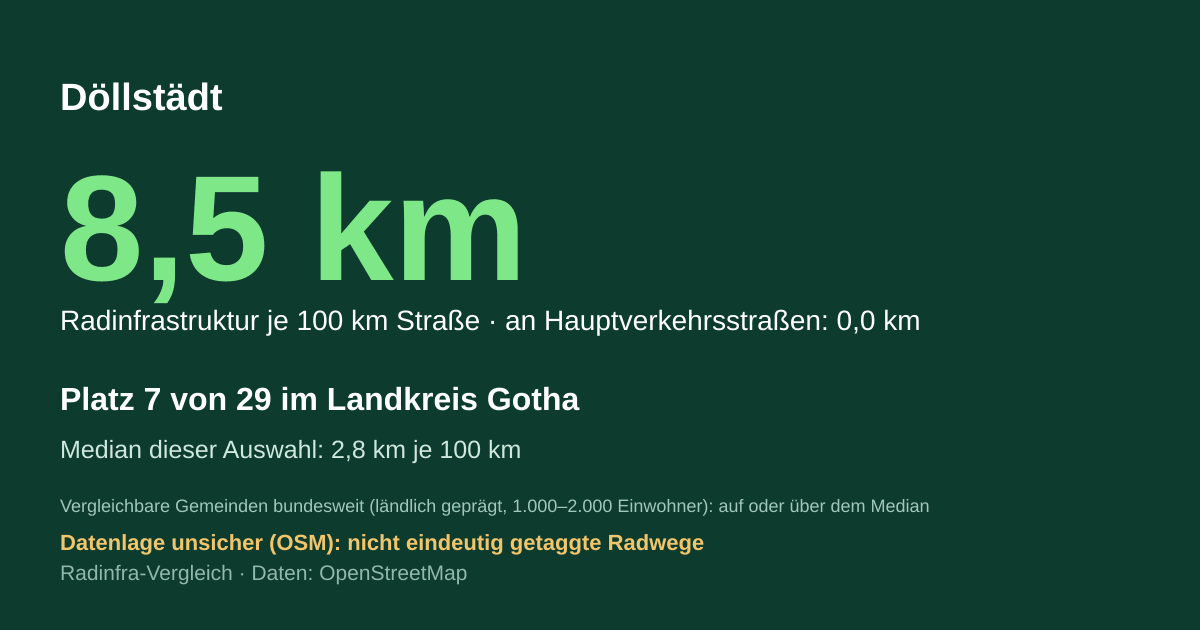 Döllstädt
8,5 km
Radinfrastruktur je 100 km Straße · an Hauptverkehrsstraßen: 0,0 km
Platz 7 von 29 im Landkreis Gotha
Median dieser Auswahl: 2,8 km je 100 km
Vergleichbare Gemeinden bundesweit (ländlich geprägt, 1.000–2.000 Einwohner): auf oder über dem Median
Datenlage unsicher (OSM): nicht eindeutig getaggte Radwege
Radinfra-Vergleich · Daten: OpenStreetMap